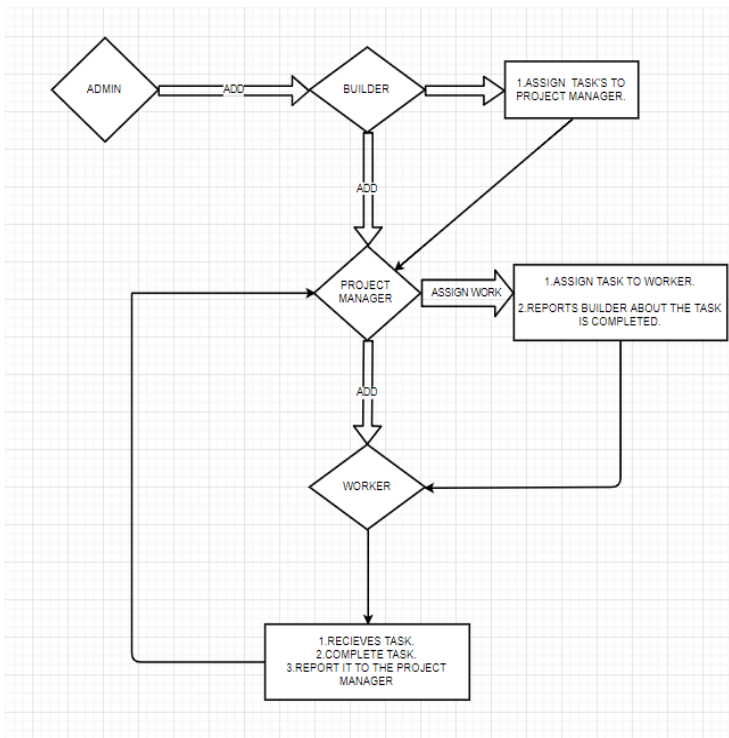 ADMIN
ADD
BUILDER
1.ASSIGN TASK'S TO
PROJECT MANAGER.
ADD
PROJECT
MANAGER
ASSIGN WORK
1.ASSIGN TASK TO WORKER.
2.REPORTS BUILDER ABOUT THE TASK
IS COMPLETED.
ADD
WORKER
1.RECIEVES TASK.
2.COMPLETE TASK.
3.REPORT IT TO THE PROJECT
MANAGER